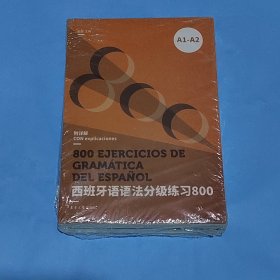 A1-A2
附详解
CON explicaciones
800 EJERCICIOS DE
GRAMÁTICA
DEL ESPAÑOL
西班牙语语法分级练习800